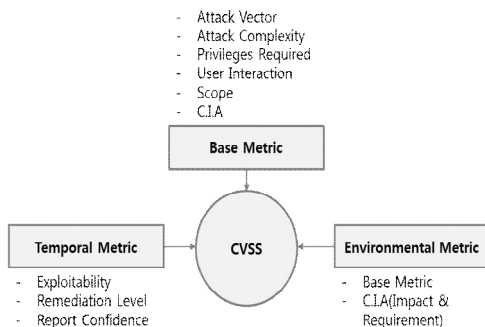 - Attack Vector
- Attack Complexity
- Privileges Required
- User Interaction
- Scope
- C.I.A
Base Metric
CVSS
Temporal Metric
- Exploitability
- Remediation Level
- Report Confidence
Environmental Metric
- Base Metric
- C.I.A(Impact &
Requirement)